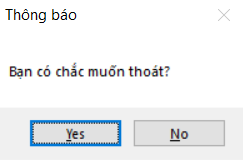 Thông báo
Bạn có chắc muốn thoát?
Yes
No